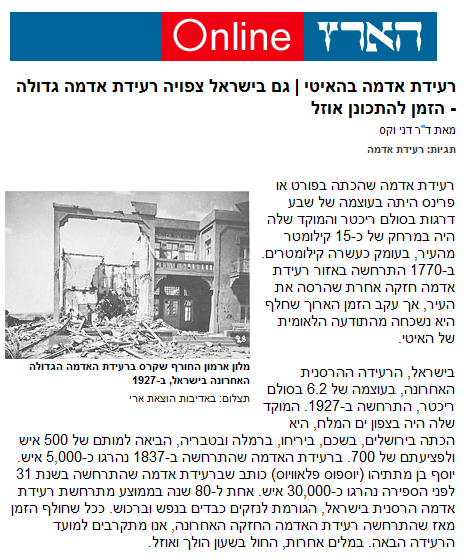 הארץ Online
רעידת אדמה בהאיטי | גם בישראל צפויה רעידת אדמה גדולה
- הזמן להתכונן אוזל
מאת ד"ר דני וקס
תגיות: רעידת אדמה
רעידת אדמה שהכתה בפורט או
פרינס היתה בעוצמה של שבע
דרגות בסולם ריכטר והמוקד שלה
היה במרחק של כ-15 קילומטר
מהעיר, בעומק כעשרה קילומטרים.
ב-1770 התרחשה באזור רעידת
אדמה חזקה אחרת שהרסה את
העיר, אך עקב הזמן הארוך שחלף
היא נשכחה מהתודעה הלאומית
של האיטי.
מלון ארמון החורף שקרס ברעידת האדמה הגדולה
האחרונה בישראל, ב-1927
תצלום: באדיבות הוצאת ארי
בישראל, הרעידה ההרסנית
האחרונה, בעוצמה של 6.2 בסולם
ריכטר, התרחשה ב-1927. המוקד
שלה היה בצפון ים המלח, היא
הכתה בירושלים, בשכם, ביריחו, ברמלה ובטבריה, הביאה למותם של 500 איש
ולפציעתם של 700. ברעידת האדמה שהתרחשה ב-1837 נהרגו כ-5,000 איש.
יוסף בן מתתיהו (יוספוס פלאוויוס) כותב שברעידת אדמה שהתרחשה בשנת 31
לפני הספירה נהרגו כ-30,000 איש. אחת ל-80 שנה בממוצע מתרחשת רעידת
אדמה הרסנית בישראל, הגורמת לנזקים כבדים בנפש וברכוש. ככל שחולף הזמן
מאז שהתרחשה רעידת האדמה החזקה האחרונה, אנו מתקרבים למועד
הרעידה הבאה. במלים אחרות, החול בשעון הולך ואוזל.